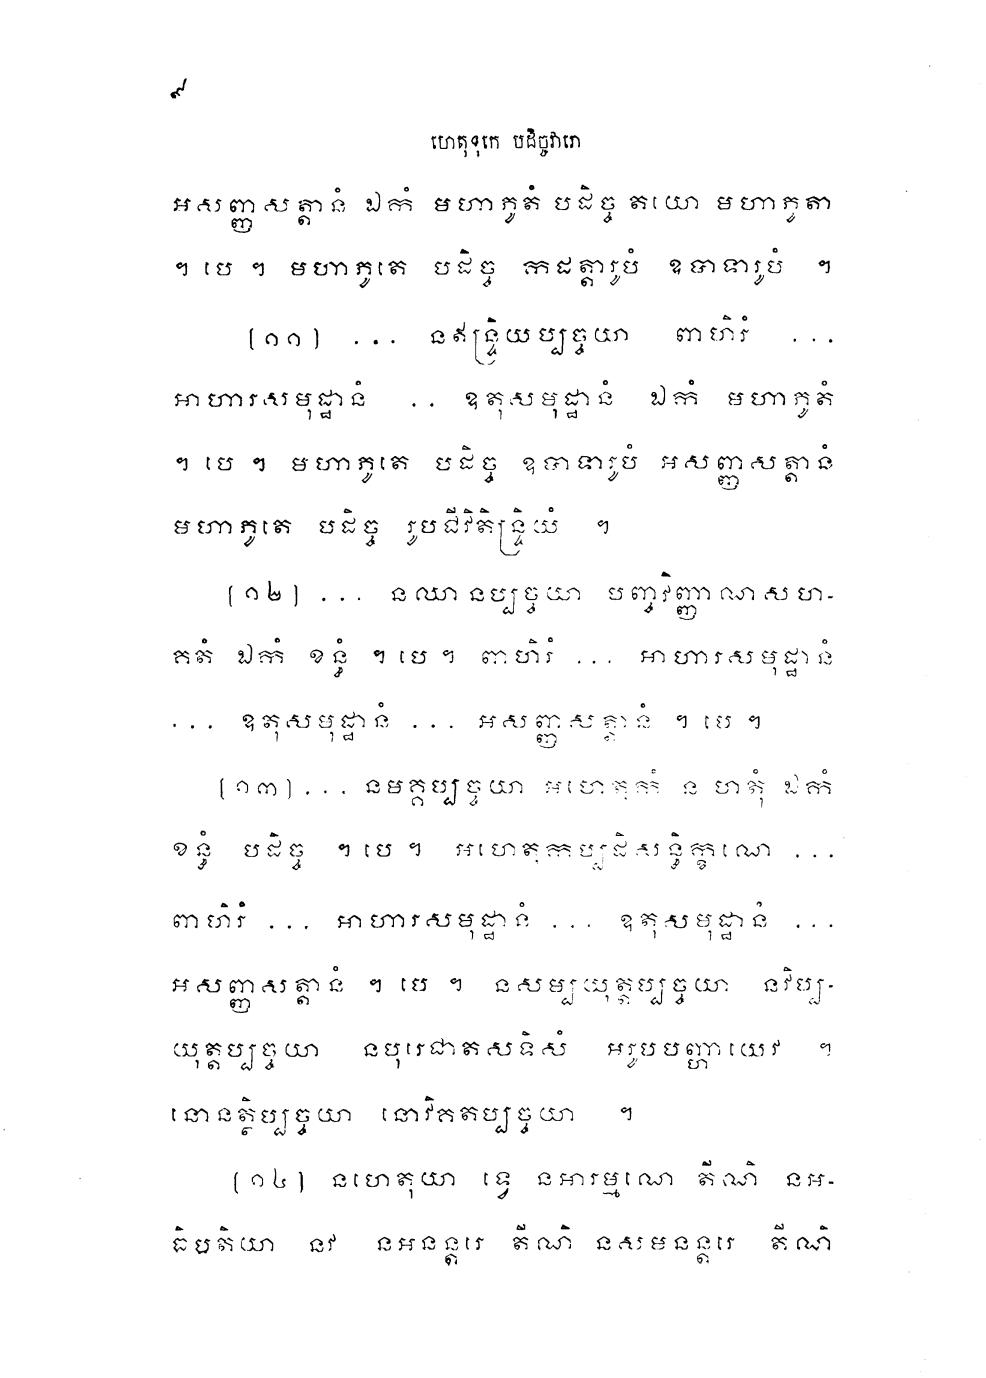 ៩
ហេតុទុកេ បដិច្ចវារោ
អសញ្ញសត្តានំ ឯកំ មហាភូតំ បដិច្ច តយោ មហាភូតា
ៗ បេ ៗ មហាភូតេ បដិច្ច កដត្តារូបំ ឧបាទារូបំ ។
(១១) ... នឥន្ទ្រិយប្បច្ចយា ពាហិរំ ...
អាហារសមុដ្ឋានំ .. ឧតុសមុដ្ឋានំ ឯកំ មហាភូតំ
ៗ បេ ៗ មហាភូតេ បដិច្ច ឧបាទារូបំ អសញ្ញសត្តានំ
មហាភូតេ បដិច្ច រូបជីវិតិន្ទ្រិយំ ។
(១២) ... នឈានប្បច្ចយា បញ្ចវិញ្ញាណសហ-
គតំ ឯកំ ខន្ធំ ៗ បេ ៗ ពាហិរំ ... អាហារសមុដ្ឋានំ
... ឧតុសមុដ្ឋានំ ... អសញ្ញសត្តានំ ៗ បេ ៗ
(១៣) ... នមគ្គប្បច្ចយា អហេតុកំ ន ហេតុំ ឯកំ
ខន្ធំ បដិច្ច ៗ បេ ៗ អហេតុកប្បដិសន្ធិក្ខណេ ...
ពាហិរំ ... អាហារសមុដ្ឋានំ ... ឧតុសមុដ្ឋានំ ...
អសញ្ញសត្តានំ ៗ បេ ៗ នសម្បយុត្តប្បច្ចយា នវិប្ប-
យុត្តប្បច្ចយា នបុរេជាតសទិសំ អរូបបញ្ហាយេវ ។
នោនត្ថិប្បច្ចយា នោវិគតប្បច្ចយា ។
(១៤) នហេតុយា ទ្វេ នអារម្មណេ តីណិ នអ-
ធិបតិយា នវ នអនន្តរេ តីណិ នសមនន្តរេ តីណិ